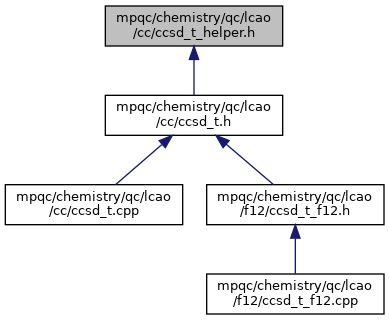 mpqc/chemistry/qc/lcao
/cc/ccsd_t_helper.h
mpqc/chemistry/qc/lcao
/cc/ccsd_t.h
mpqc/chemistry/qc/lcao
/cc/ccsd_t.cpp
mpqc/chemistry/qc/lcao
/f12/ccsd_t_f12.h
mpqc/chemistry/qc/lcao
/f12/ccsd_t_f12.cpp